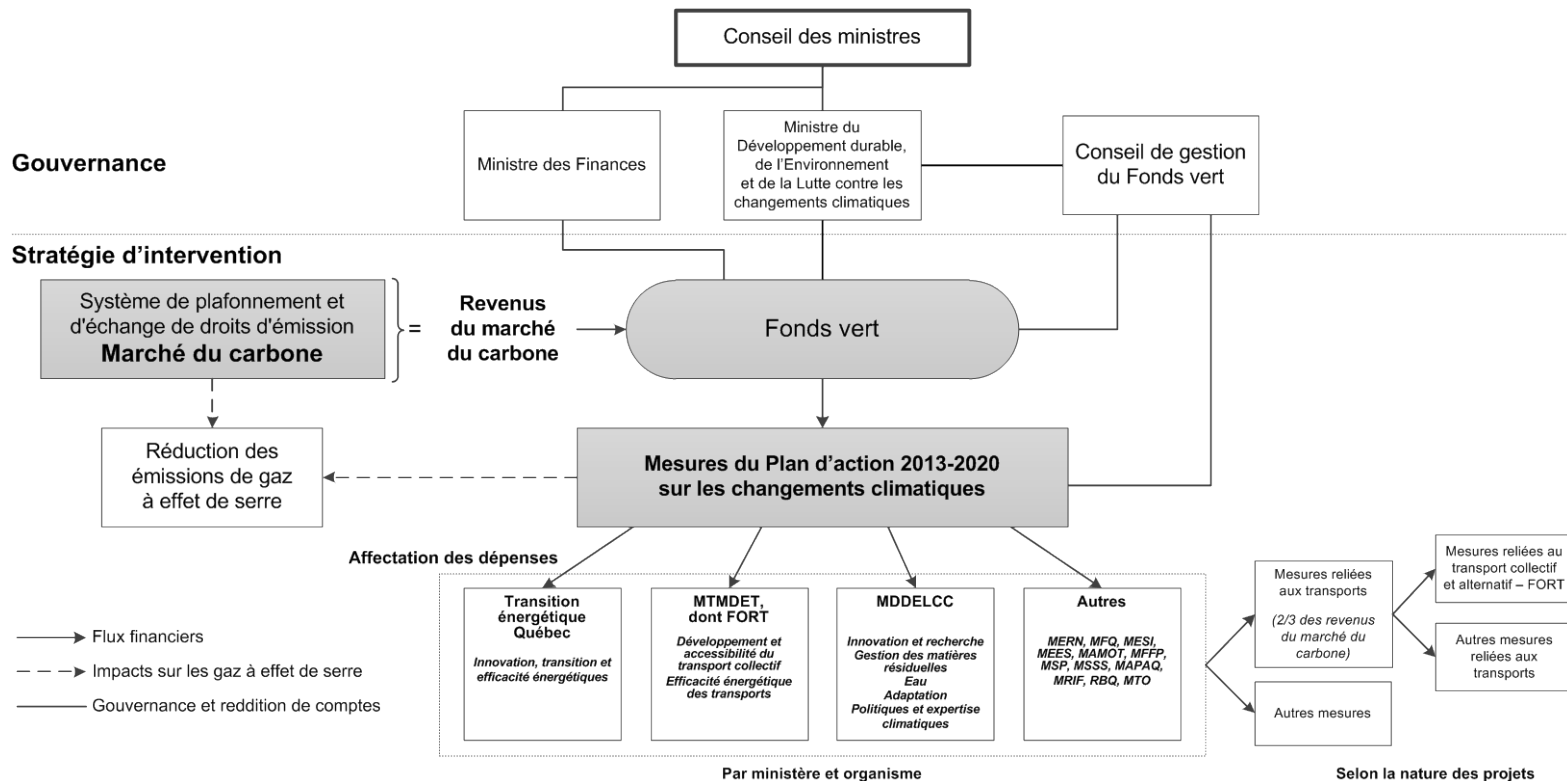 Conseil des ministres
Gouvernance
Ministre des Finances
Ministre du
Développement durable,
de l'Environnement
et de la Lutte contre les
changements climatiques
Conseil de gestion
du Fonds vert
Stratégie d'intervention
Système de plafonnement et
d'échange de droits d'émission
Marché du carbone
=
Revenus
du marché
du carbone
Fonds vert
Réduction des
émissions de gaz
à effet de serre
Mesures du Plan d'action 2013-2020
sur les changements climatiques
Affectation des dépenses
Transition
énergétique
Québec
Innovation, transition et
efficacité énergétiques
MTMDET,
dont FORT
Développement et
accessibilité du
transport collectif
Efficacité énergétique
des transports
MDDELCC
Innovation et recherche
Gestion des matières
résiduelles
Eau
Adaptation
Politiques et expertise
climatiques
Autres
MERN, MFQ, MESI,
MEES, MAMOT, MFFP,
MSP, MSSS, MAPAQ,
MRIF, RBQ, MTO
Mesures reliées
aux transports
(2/3 des revenus
du marché du
carbone)
Autres mesures
Mesures reliées au
transport collectif
et alternatif – FORT
Autres mesures
reliées aux
transports
Flux financiers
Impacts sur les gaz à effet de serre
Gouvernance et reddition de comptes
Par ministère et organisme
Selon la nature des projets